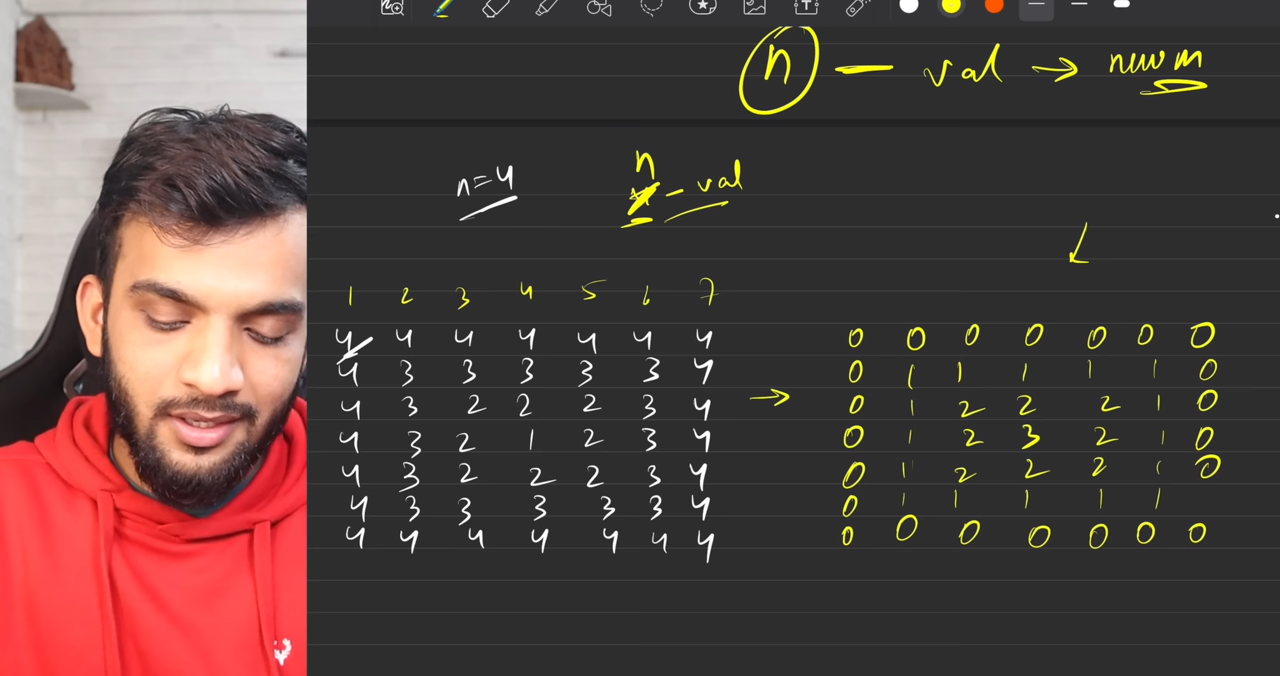 n — val → new m
n
n=4
4 - val
1 2 3 4 5 6 7
4 4 4 4 4 4 4
4 3 3 3 3 3 4
4 3 2 2 2 3 4
4 3 2 1 2 3 4
4 3 2 2 2 3 4
4 3 3 3 3 3 4
4 4 4 4 4 4 4
→
0 0 0 0 0 0 0
0 1 1 1 1 1 0
0 1 2 2 2 1 0
0 1 2 3 2 1 0
0 1 2 2 2 1 0
0 1 1 1 1 1
0 0 0 0 0 0 0